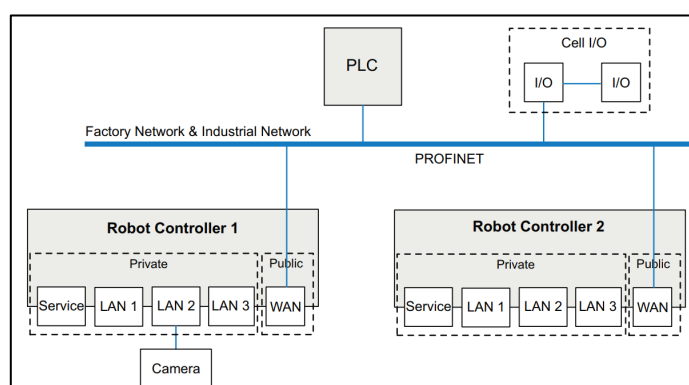 PLC
Cell I/O
I/O I/O
Factory Network & Industrial Network
PROFINET
Robot Controller 1
Private Public
Service LAN 1 LAN 2 LAN 3 WAN
Camera
Robot Controller 2
Private Public
Service LAN 1 LAN 2 LAN 3 WAN